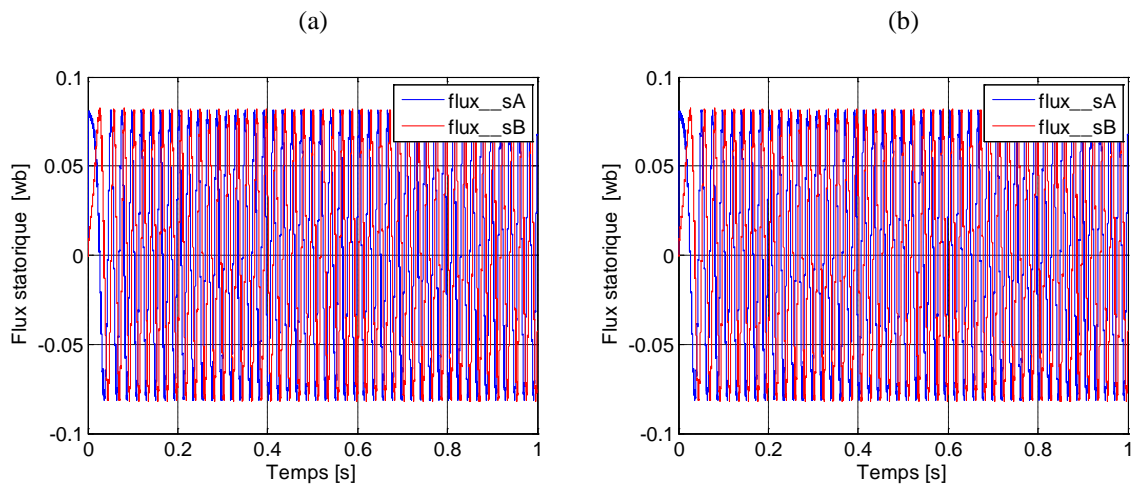 (a)
(b)
0.1
0.05
0
-0.05
-0.1
Flux statorique [wb]
flux__sA
flux__sB
0 0.2 0.4 0.6 0.8 1
Temps [s]
0.1
0.05
0
-0.05
-0.1
Flux statorique [wb]
flux__sA
flux__sB
0 0.2 0.4 0.6 0.8 1
Temps [s]